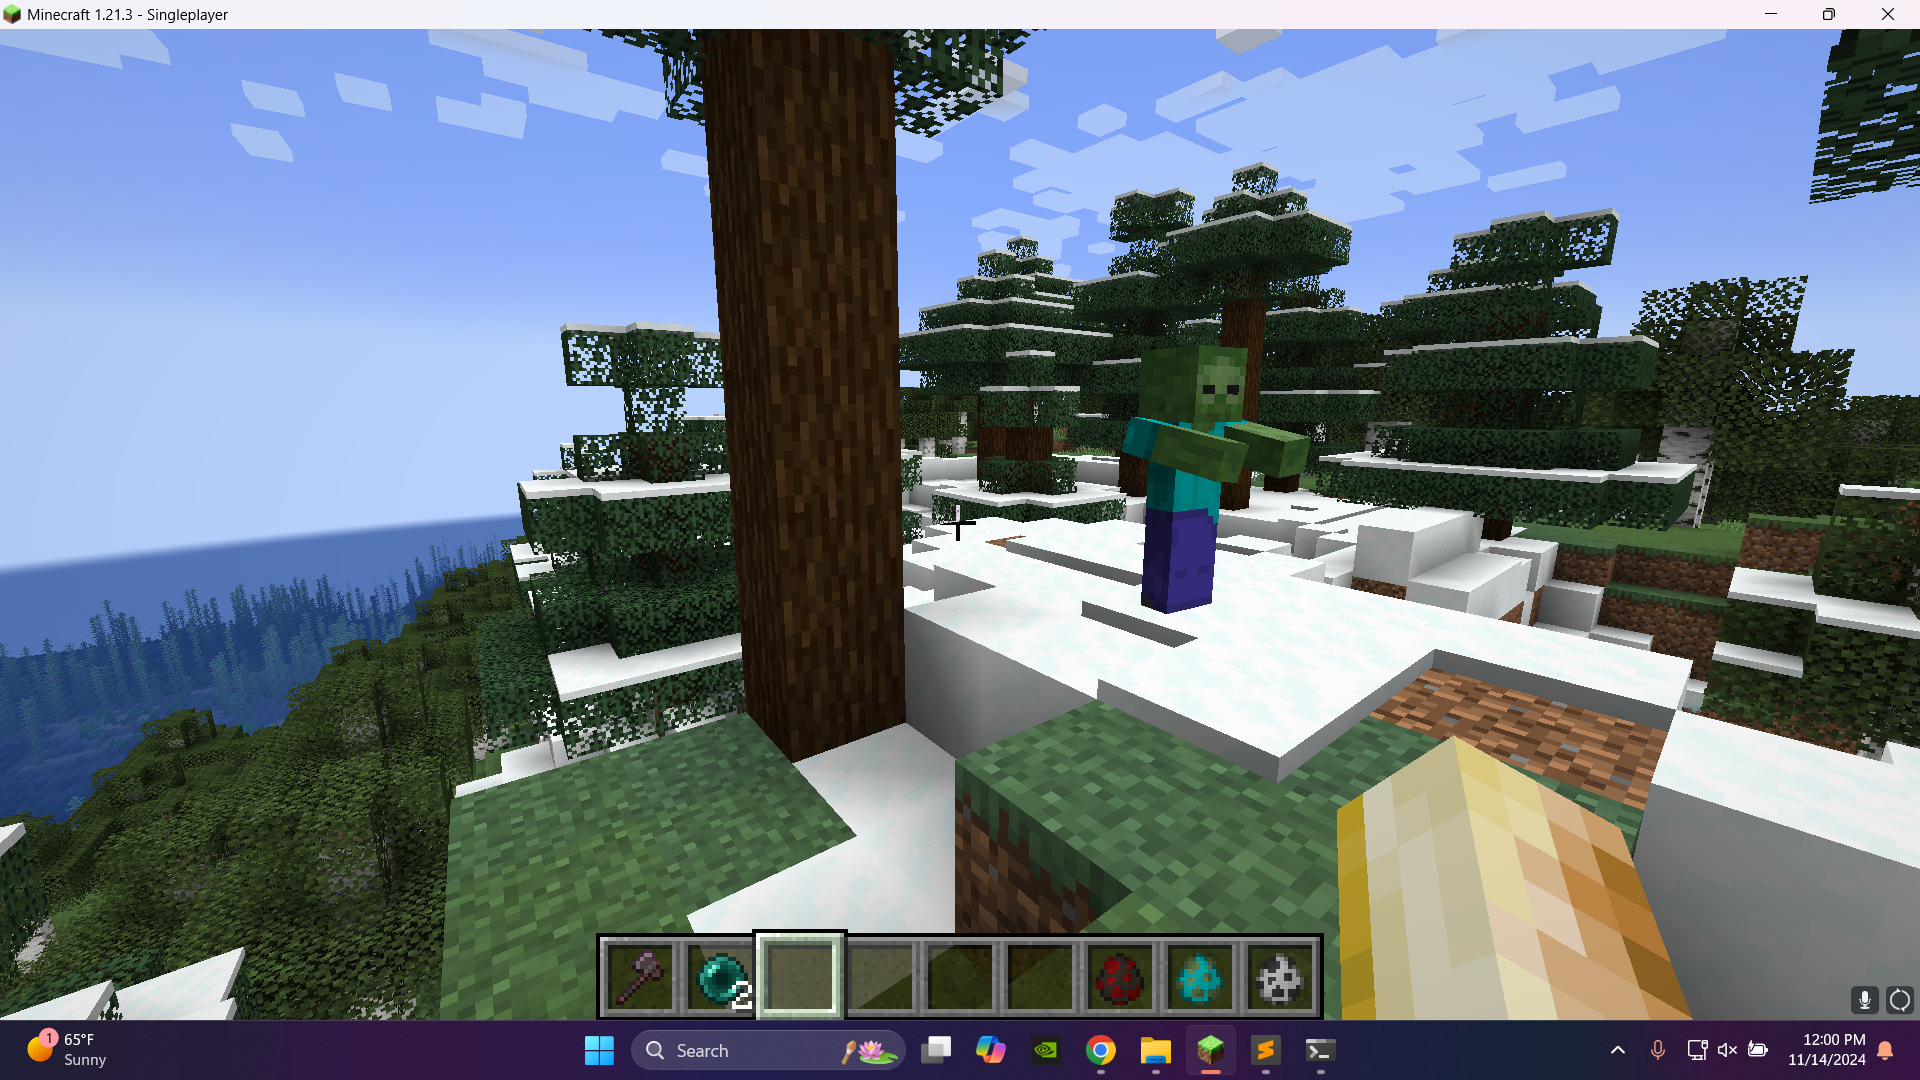 Minecraft 1.21.3 - Singleplayer
2
1
65°F
Sunny
Search
12:00 PM
11/14/2024